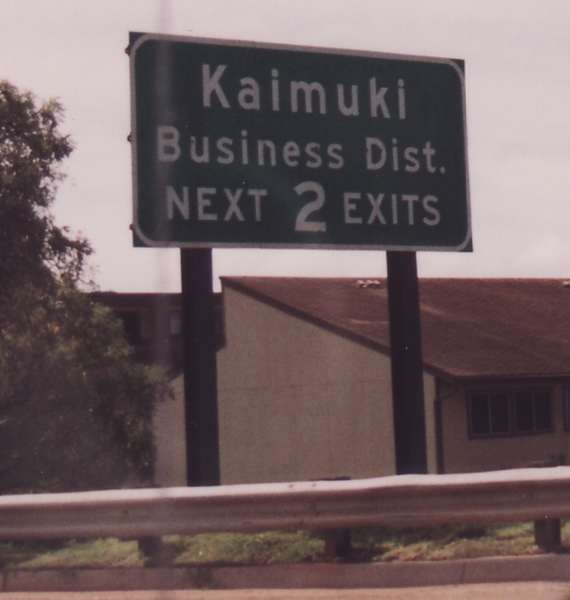 Kaimuki
Business Dist.
NEXT 2 EXITS